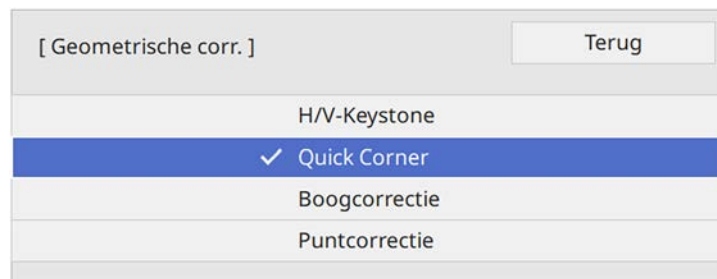 [ Geometrische corr. ]
Terug
H/V-Keystone
Quick Corner
Boogcorrectie
Puntcorrectie